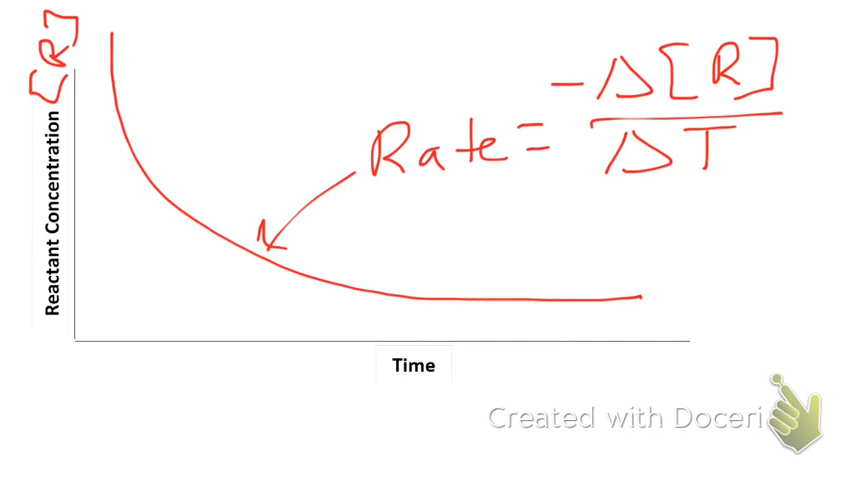 [R]
Reactant Concentration
Rate = -Δ[R]
ΔT
Time
Created with Doceri